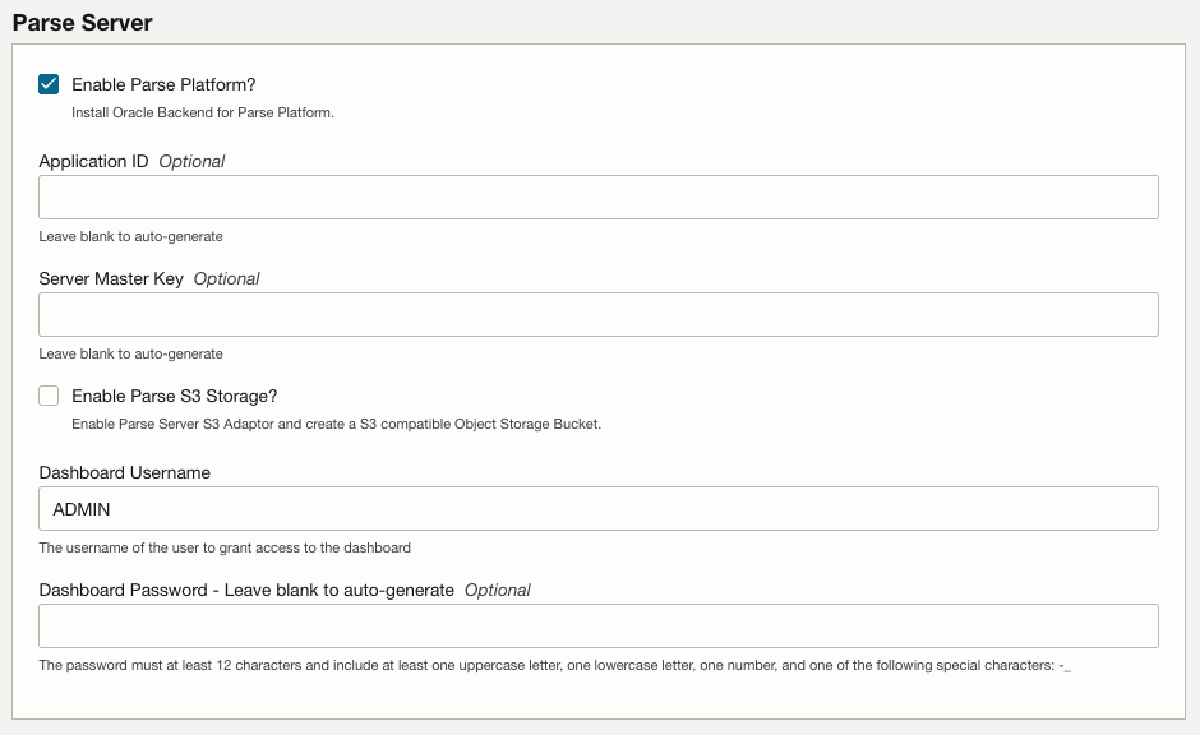 Parse Server
Enable Parse Platform?
Install Oracle Backend for Parse Platform.
Application ID Optional
Leave blank to auto-generate
Server Master Key Optional
Leave blank to auto-generate
Enable Parse S3 Storage?
Enable Parse Server S3 Adaptor and create a S3 compatible Object Storage Bucket.
Dashboard Username
ADMIN
The username of the user to grant access to the dashboard
Dashboard Password - Leave blank to auto-generate Optional
The password must at least 12 characters and include at least one uppercase letter, one lowercase letter, one number, and one of the following special characters: -_